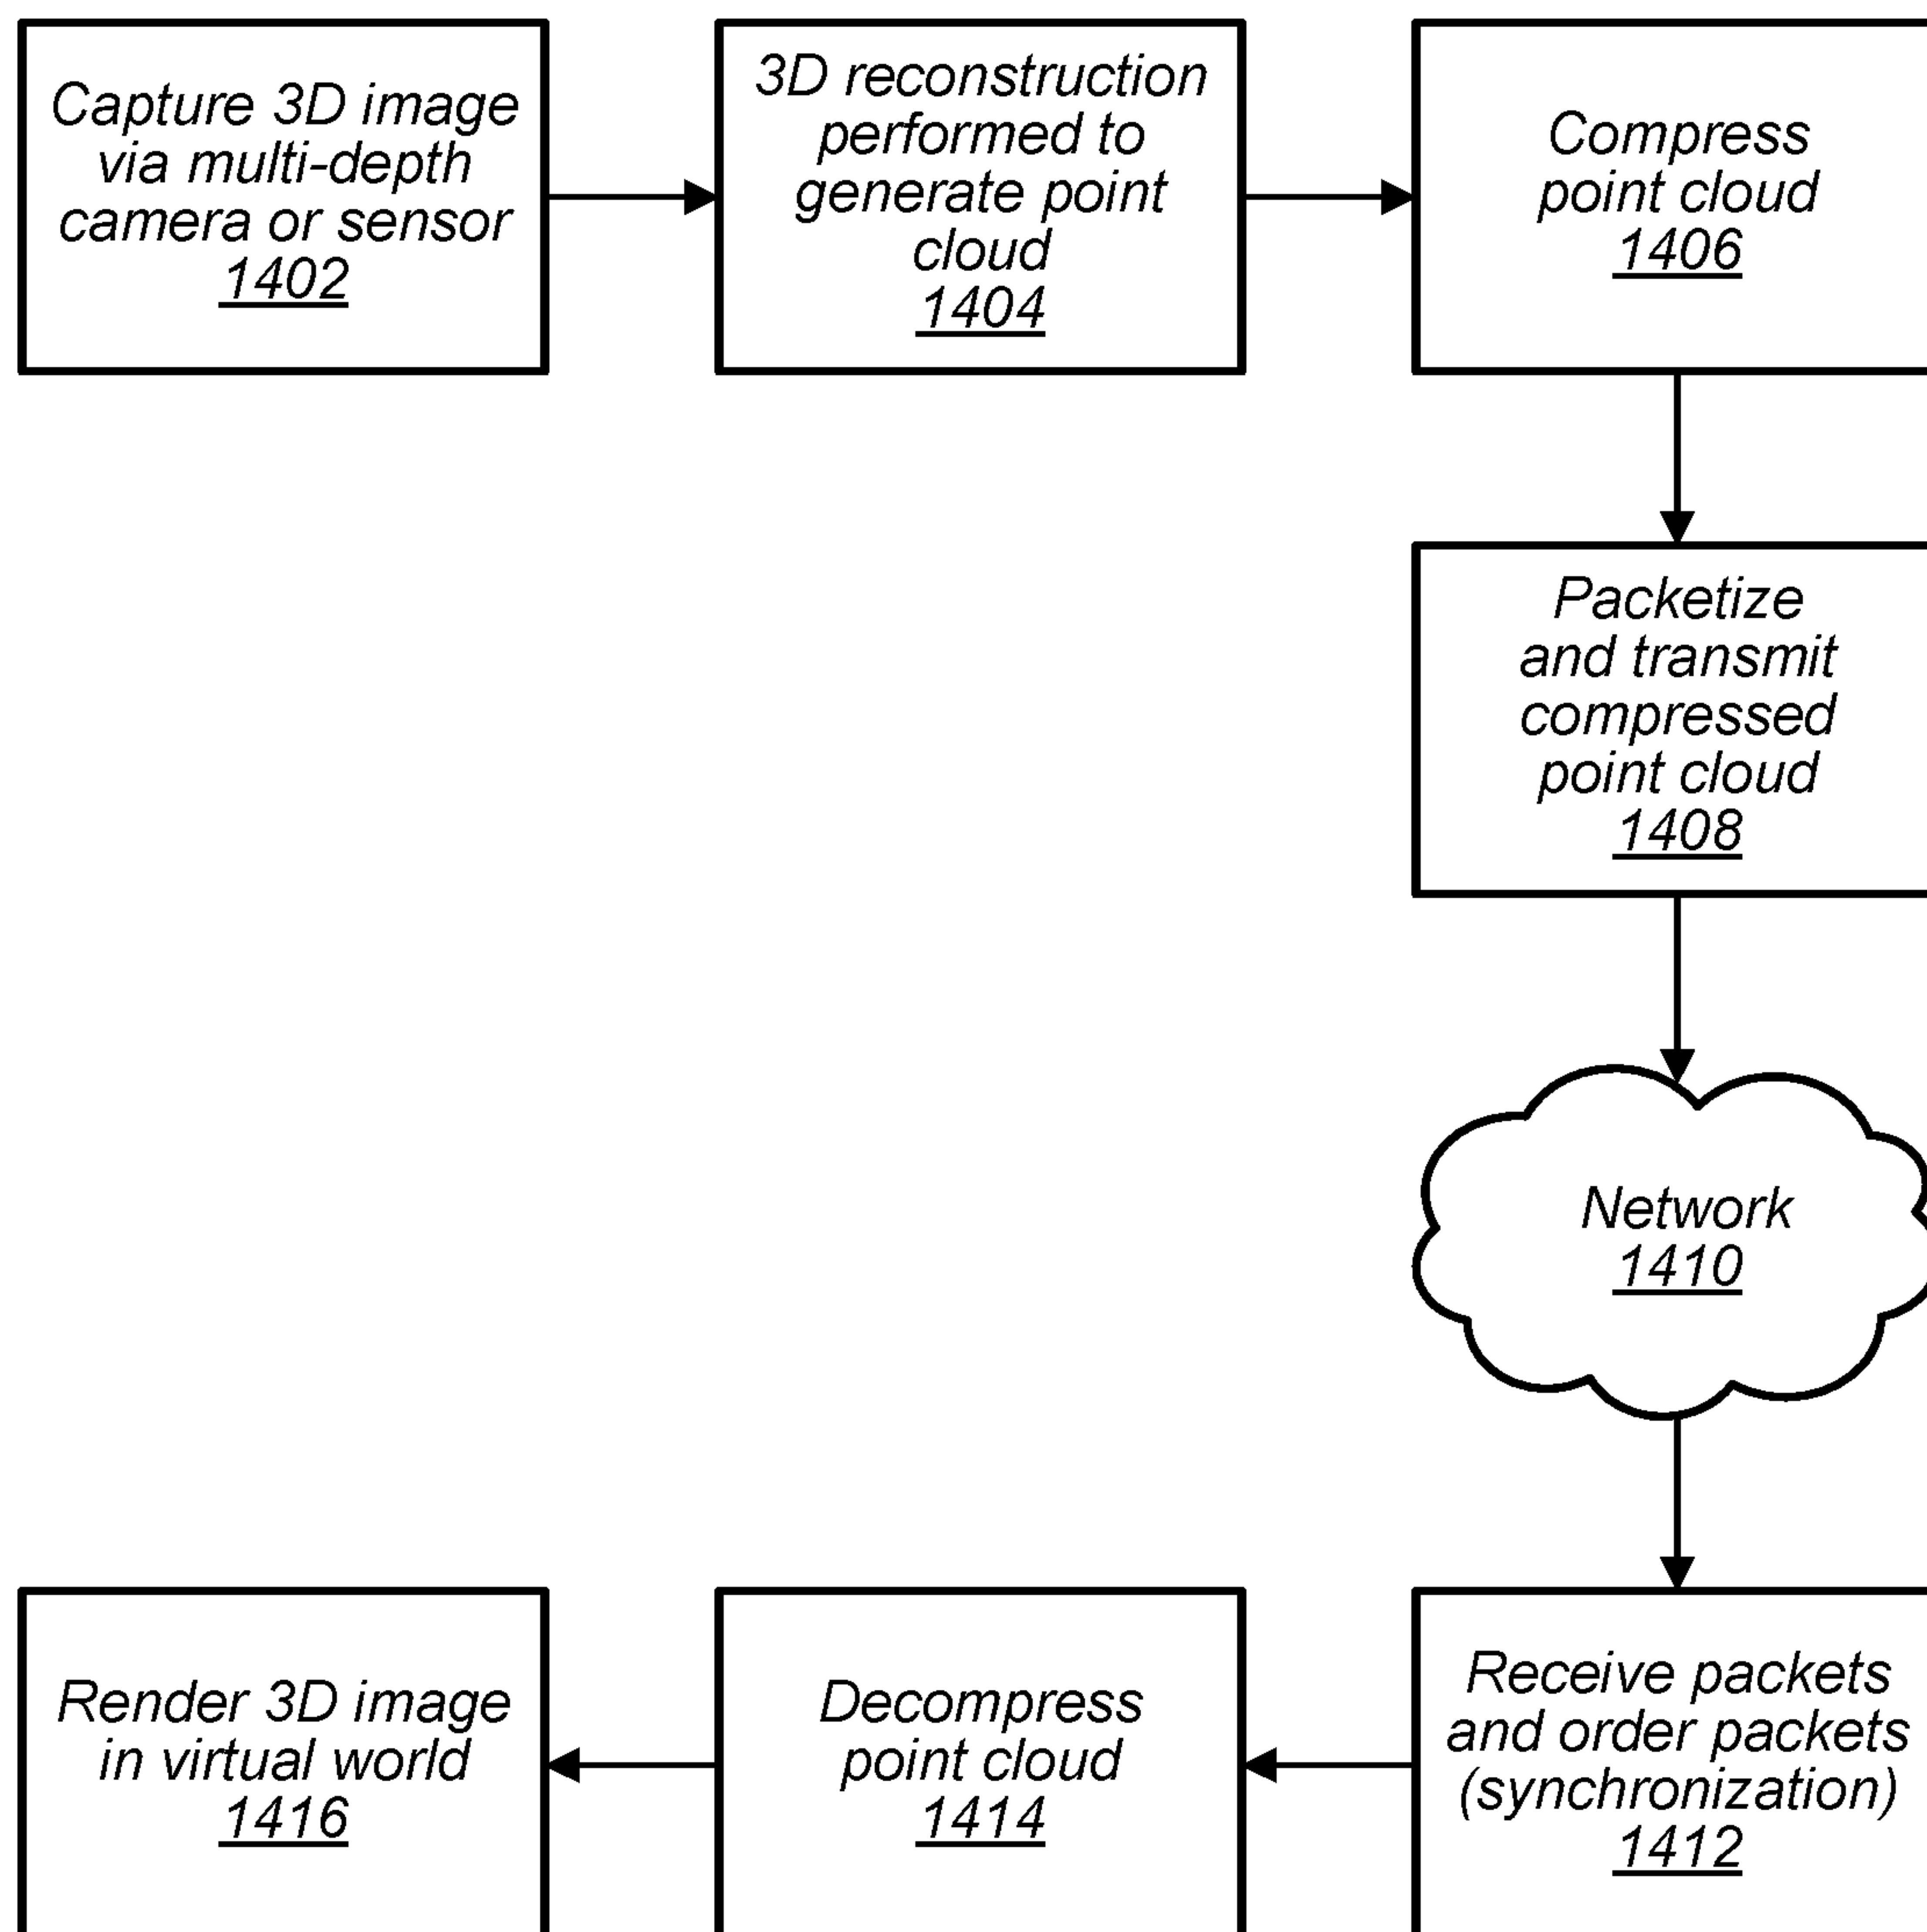 Capture 3D image
via multi-depth
camera or sensor
1402
3D reconstruction
performed to
generate point
cloud
1404
Compress
point cloud
1406
Packetize
and transmit
compressed
point cloud
1408
Network
1410
Receive packets
and order packets
(synchronization)
1412
Decompress
point cloud
1414
Render 3D image
in virtual world
1416